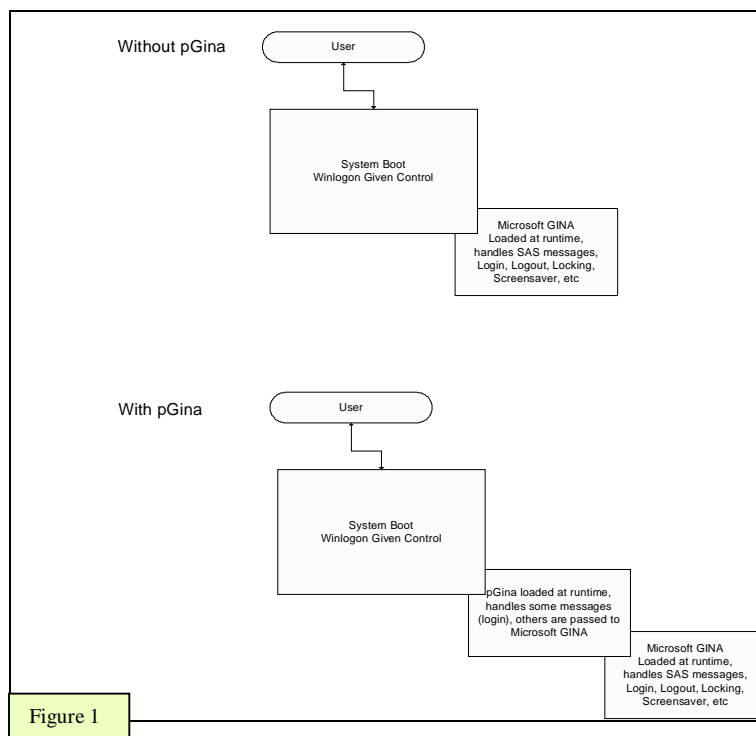 Without pGina
User
System Boot
Winlogon Given Control
Microsoft GINA
Loaded at runtime,
handles SAS messages,
Login, Logout, Locking,
Screensaver, etc
With pGina
User
System Boot
Winlogon Given Control
pGina loaded at runtime,
handles some messages
(login), others are passed to
Microsoft GINA
Microsoft GINA
Loaded at runtime,
handles SAS messages,
Login, Logout, Locking,
Screensaver, etc
Figure 1